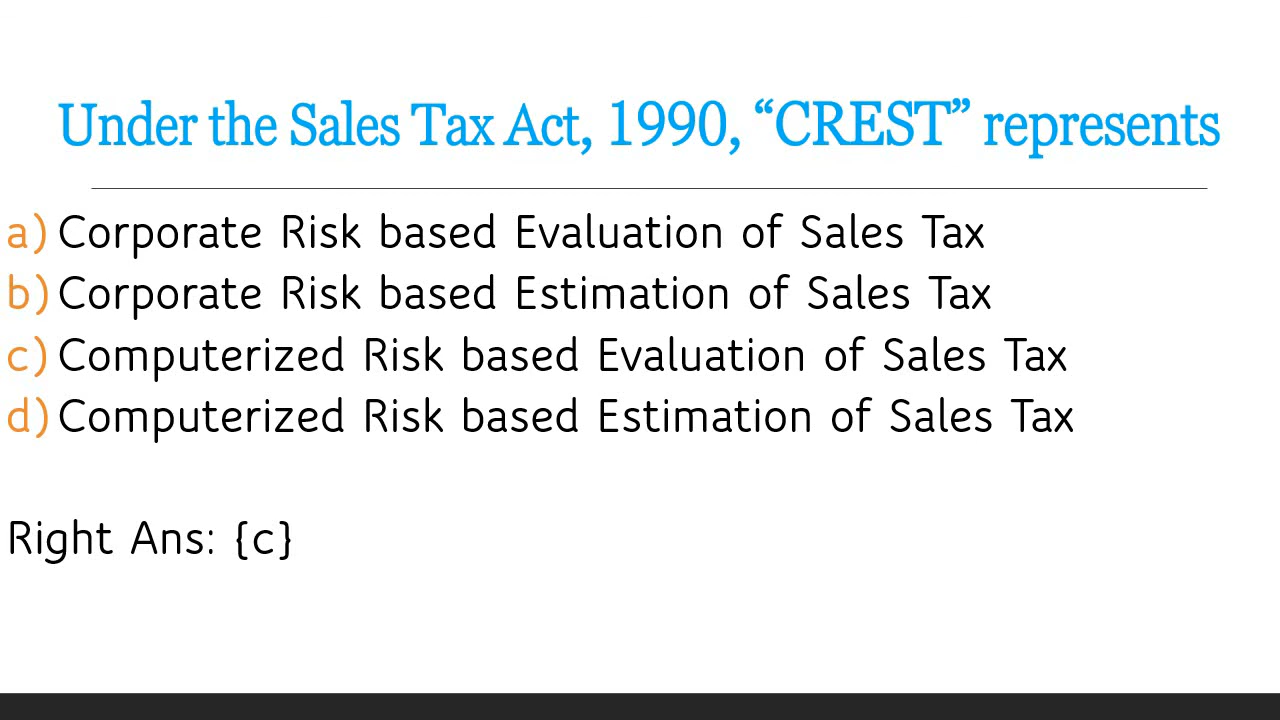 Under the Sales Tax Act, 1990, “CREST” represents
a) Corporate Risk based Evaluation of Sales Tax
b) Corporate Risk based Estimation of Sales Tax
c) Computerized Risk based Evaluation of Sales Tax
d) Computerized Risk based Estimation of Sales Tax
Right Ans: {c}